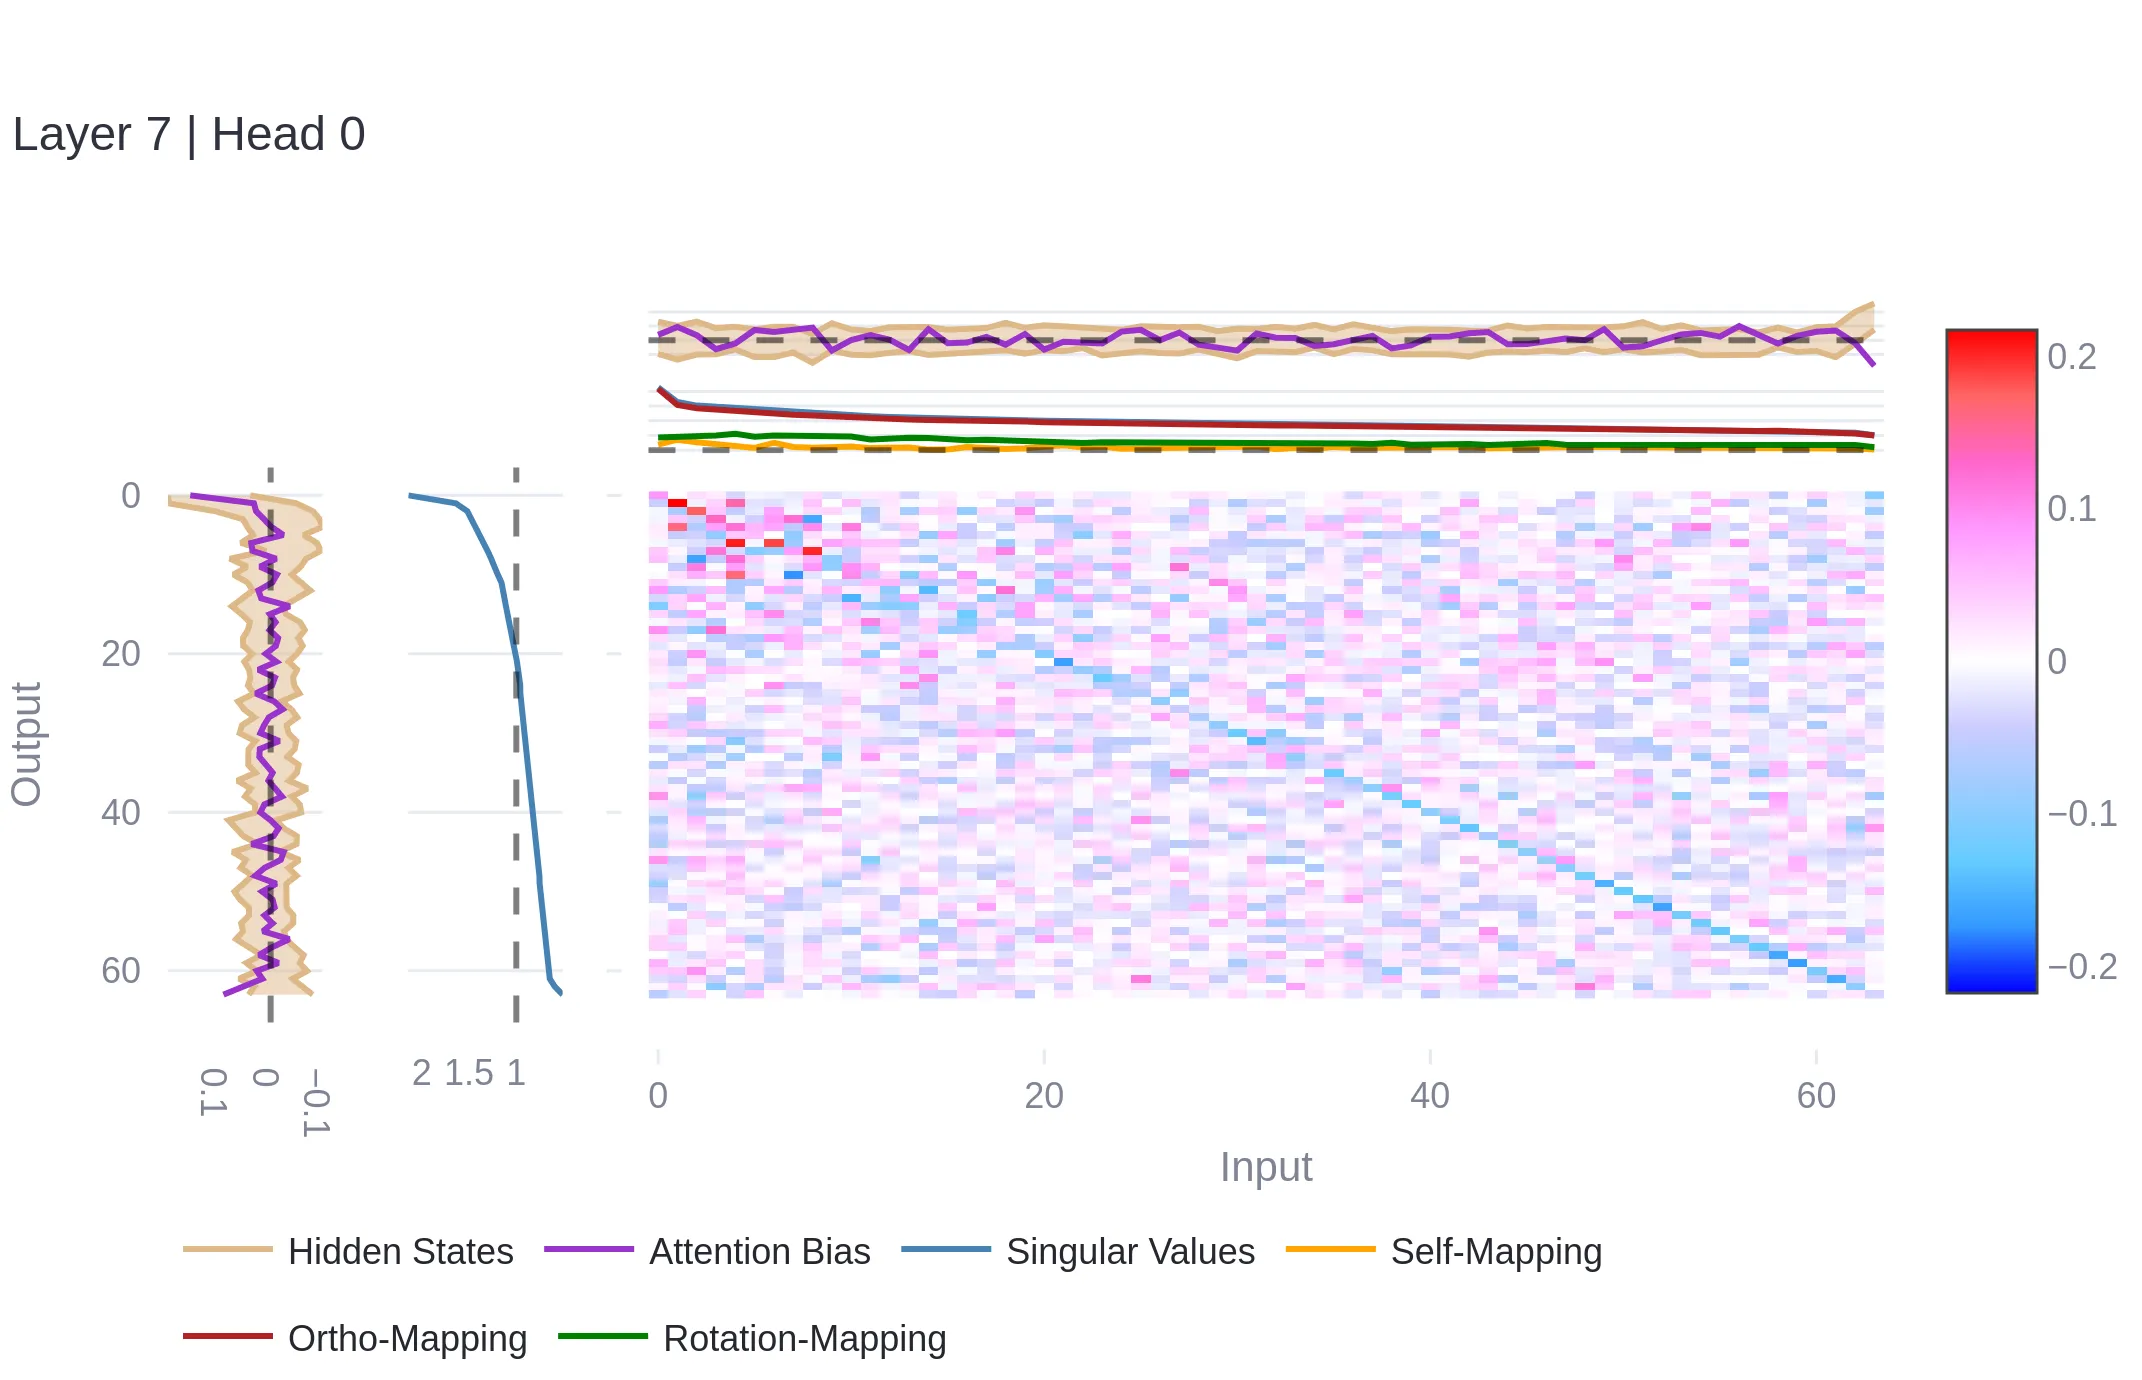 Layer 7 | Head 0
0.2
0.1
0
−0.1
−0.2
0
20
40
60
Output
0.1
0
−0.1
2 1.5 1
0 20 40 60
Input
Hidden States Attention Bias Singular Values Self-Mapping
Ortho-Mapping Rotation-Mapping